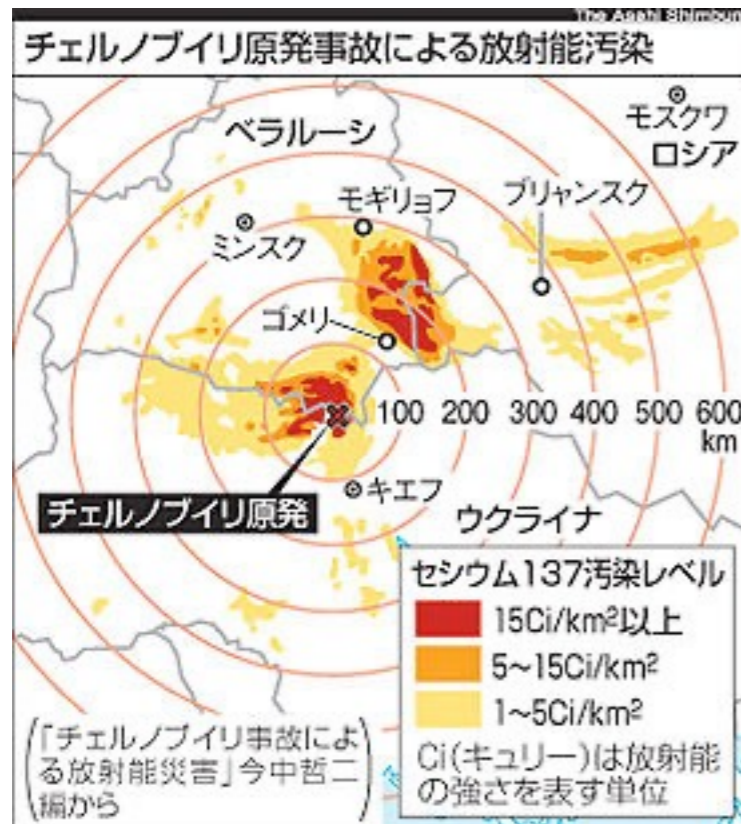 The Asahi Shimbun
チェルノブイリ原発事故による放射能汚染
モスクワ
ロシア
ベラルーシ
モギリョフ
ブリャンスク
ミンスク
ゴメリ
100 200 300 400 500 600
km
キエフ
チェルノブイリ原発
ウクライナ
セシウム137汚染レベル
15Ci/km²以上
5~15Ci/km²
1~5Ci/km²
Ci(キュリー)は放射能
の強さを表す単位
(「チェルノブイリ事故によ
る放射能災害」今中哲二
編から)